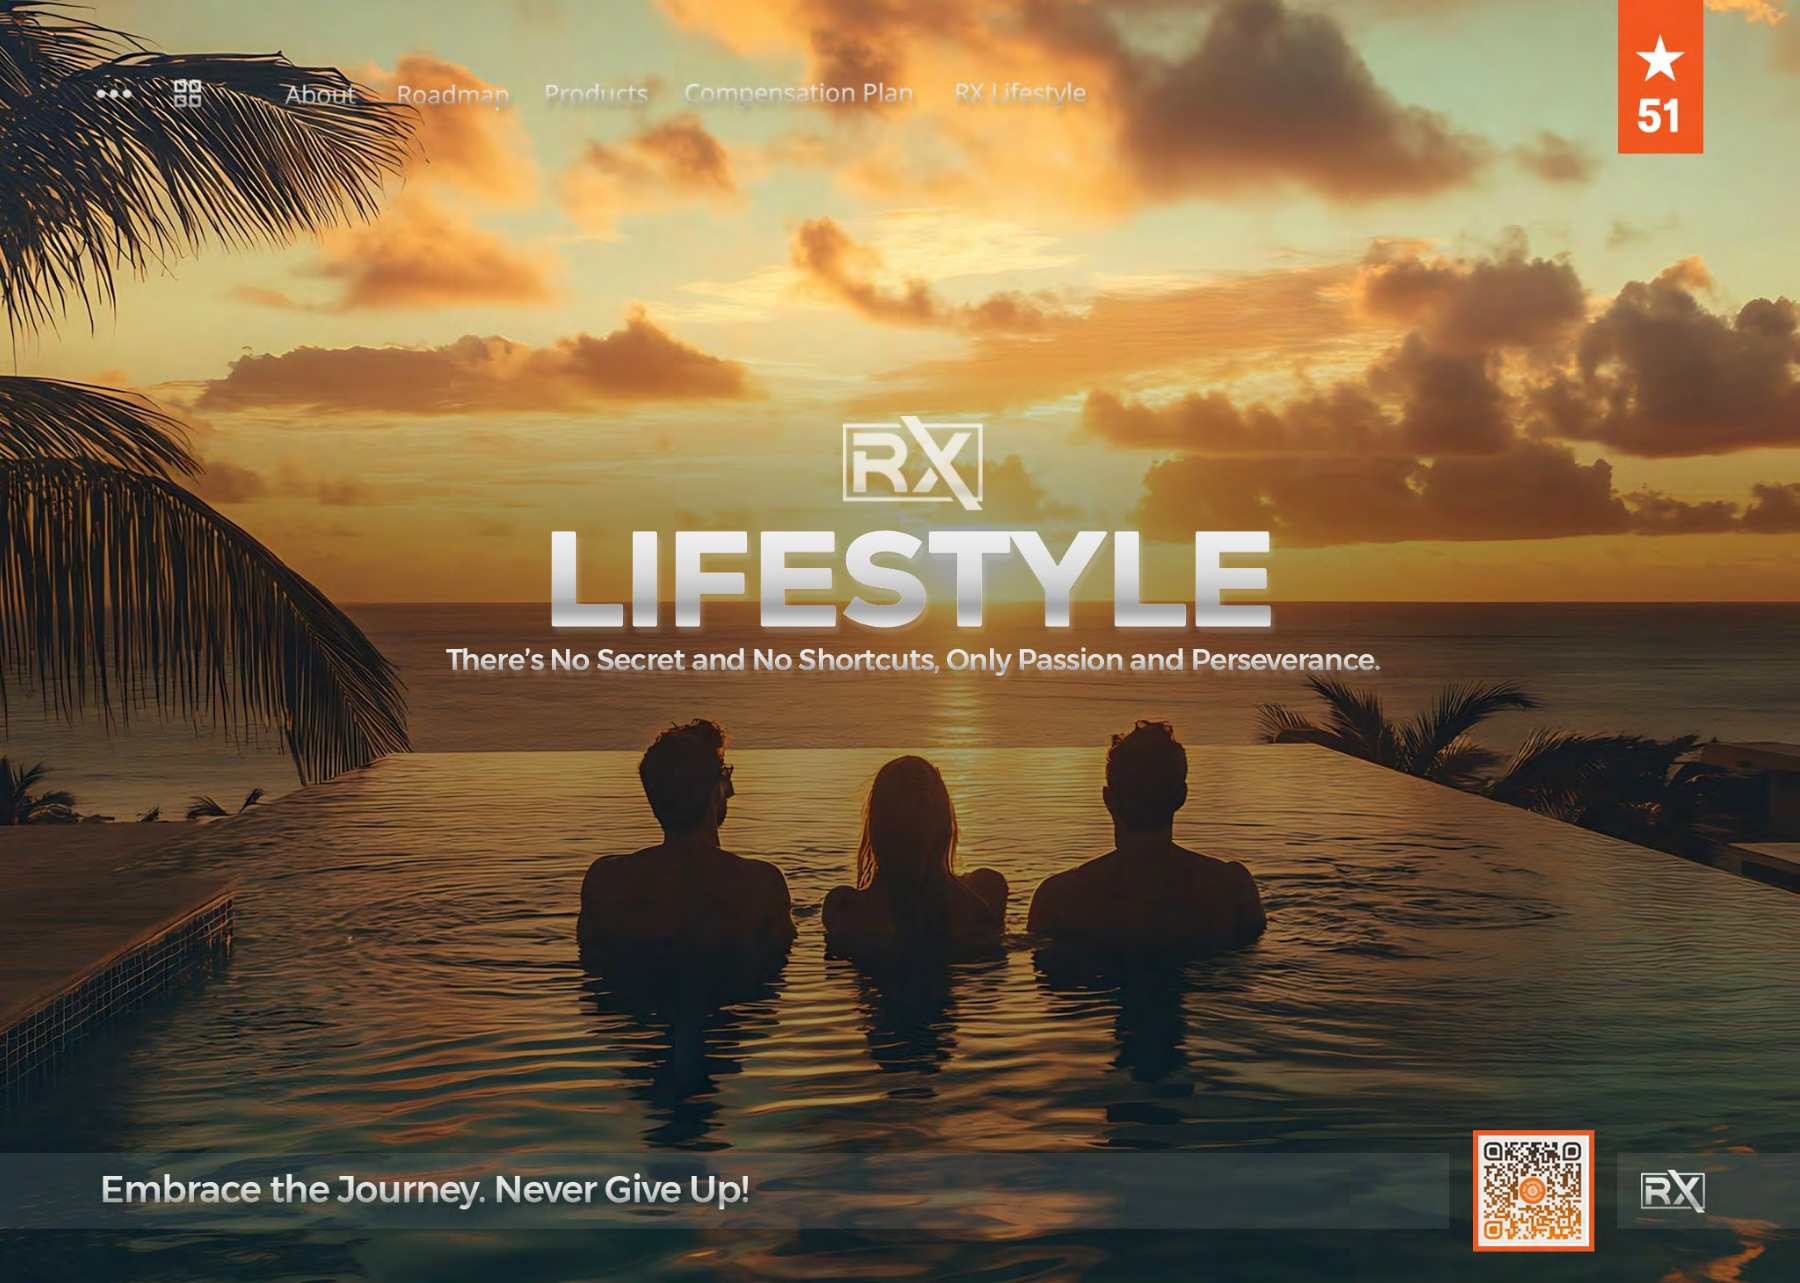 About Roadmap Products Compensation Plan RX Lifestyle
51
RX
LIFESTYLE
There's No Secret and No Shortcuts, Only Passion and Perseverance.
Embrace the Journey. Never Give Up!
RX